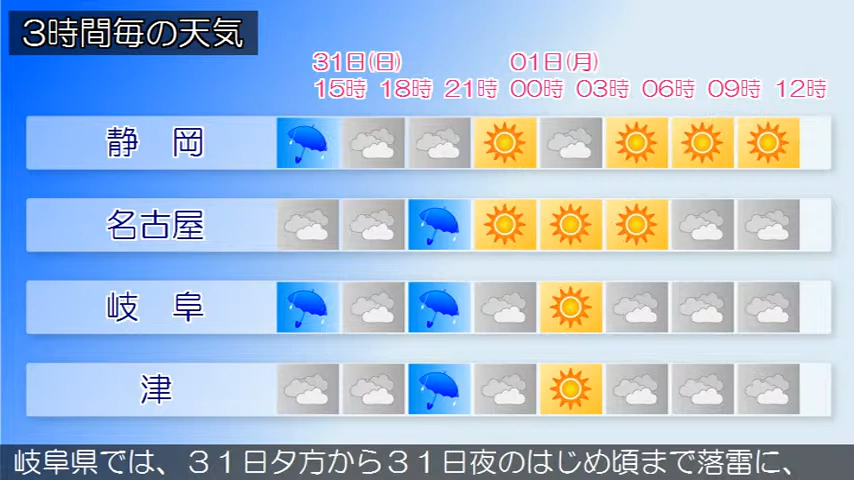 3時間毎の天気
31日(日) 01日(月)
15時 18時 21時 00時 03時 06時 09時 12時
静 岡
名古屋
岐 阜
津
岐阜県では、31日夕方から31日夜のはじめ頃まで落雷に、